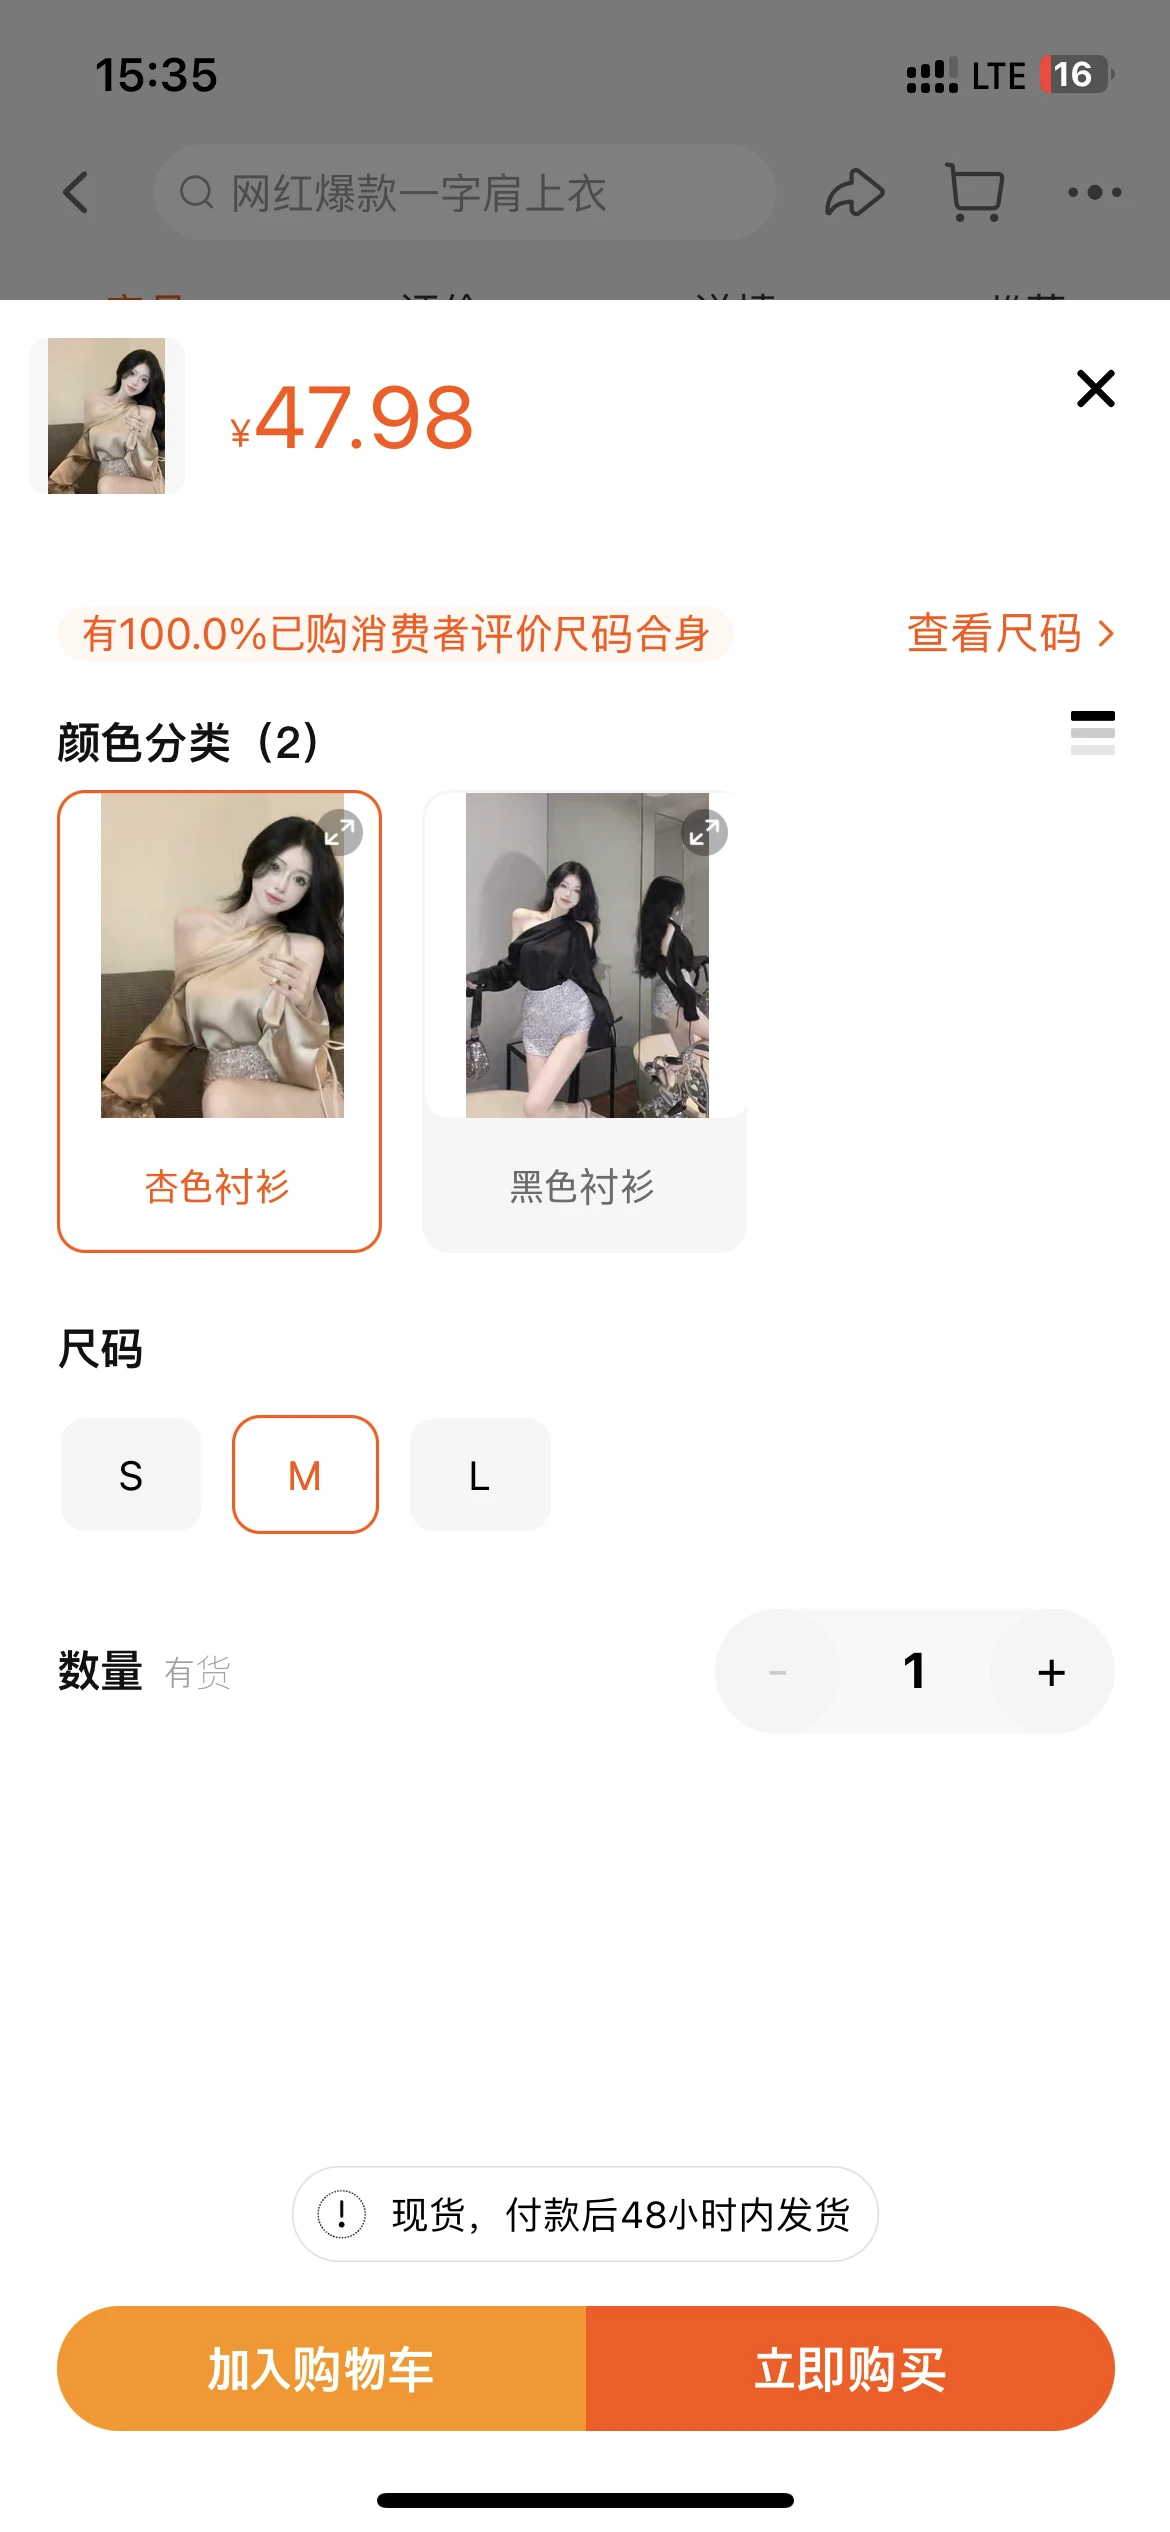 15:35
LTE 16
网红爆款一字肩上衣
¥47.98
有100.0%已购消费者评价尺码合身
查看尺码
颜色分类（2）
杏色衬衫
黑色衬衫
尺码
S
M
L
数量 有货
- 1 +
现货，付款后48小时内发货
加入购物车
立即购买